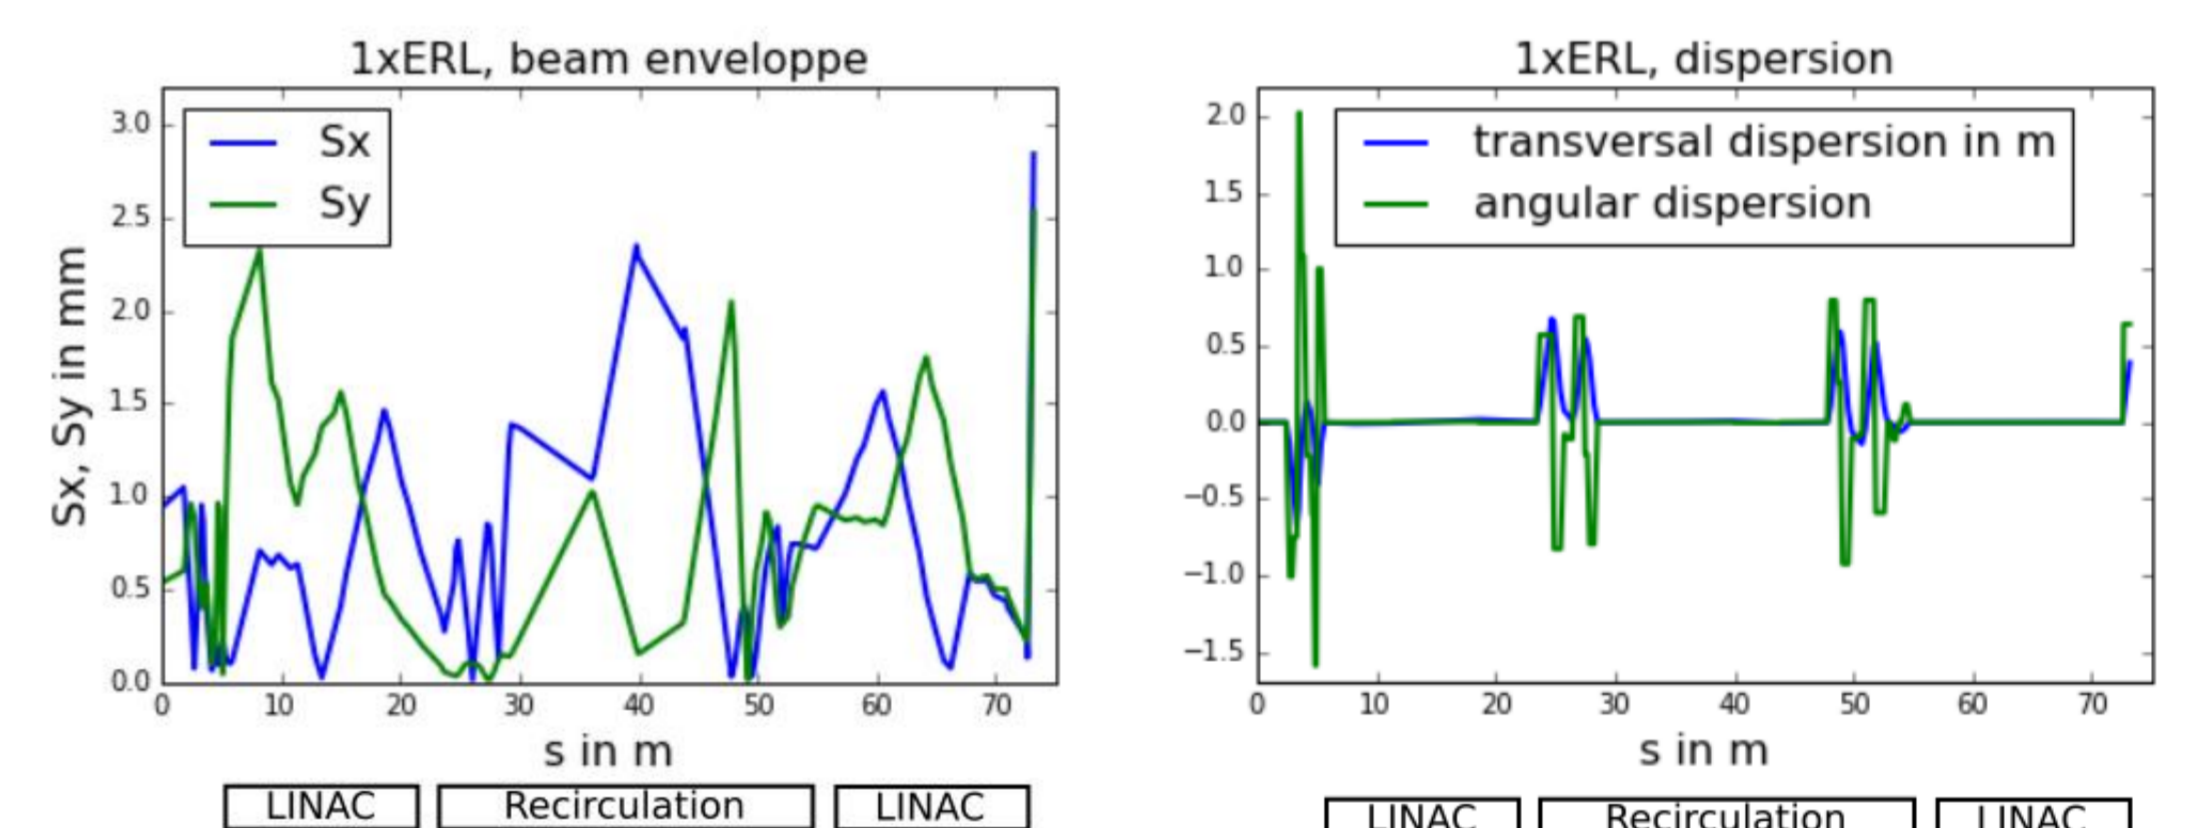 1xERL, beam enveloppe
Sx
Sy
3.0
2.5
2.0
1.5
1.0
0.5
0.0
Sx, Sy in mm
0 10 20 30 40 50 60 70
s in m
LINAC Recirculation LINAC
1xERL, dispersion
transversal dispersion in m
angular dispersion
2.0
1.5
1.0
0.5
0.0
−0.5
−1.0
−1.5
0 10 20 30 40 50 60 70
s in m
LINAC Recirculation LINAC